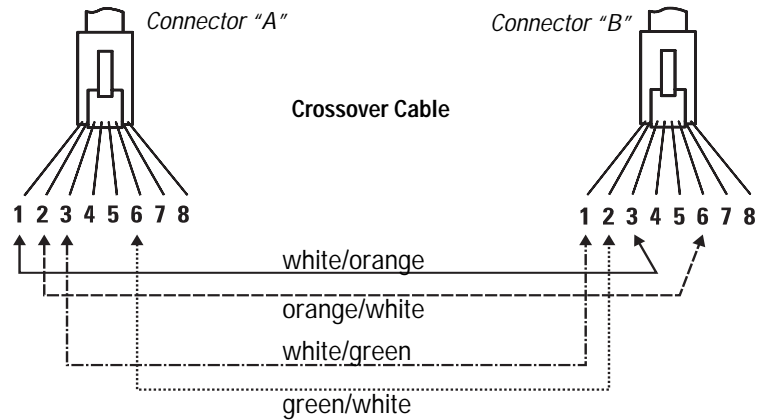 Connector “A”
Connector “B”
Crossover Cable
1 2 3 4 5 6 7 8
1 2 3 4 5 6 7 8
white/orange
orange/white
white/green
green/white